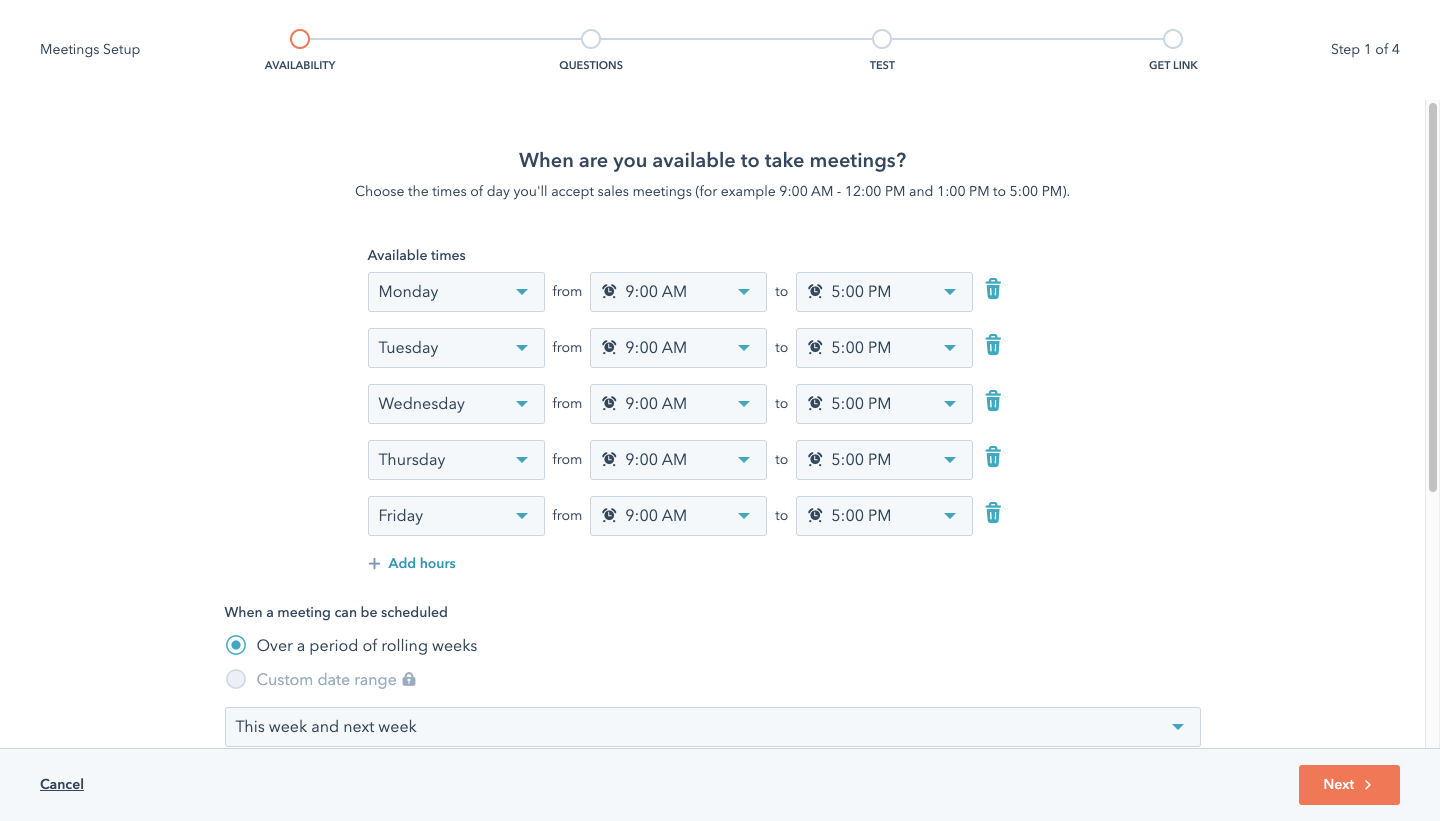 Meetings Setup
AVAILABILITY
QUESTIONS
TEST
GET LINK
Step 1 of 4
When are you available to take meetings?
Choose the times of day you'll accept sales meetings (for example 9:00 AM - 12:00 PM and 1:00 PM to 5:00 PM).
Available times
Monday from 9:00 AM to 5:00 PM
Tuesday from 9:00 AM to 5:00 PM
Wednesday from 9:00 AM to 5:00 PM
Thursday from 9:00 AM to 5:00 PM
Friday from 9:00 AM to 5:00 PM
+ Add hours
When a meeting can be scheduled
Over a period of rolling weeks
Custom date range
This week and next week
Cancel
Next